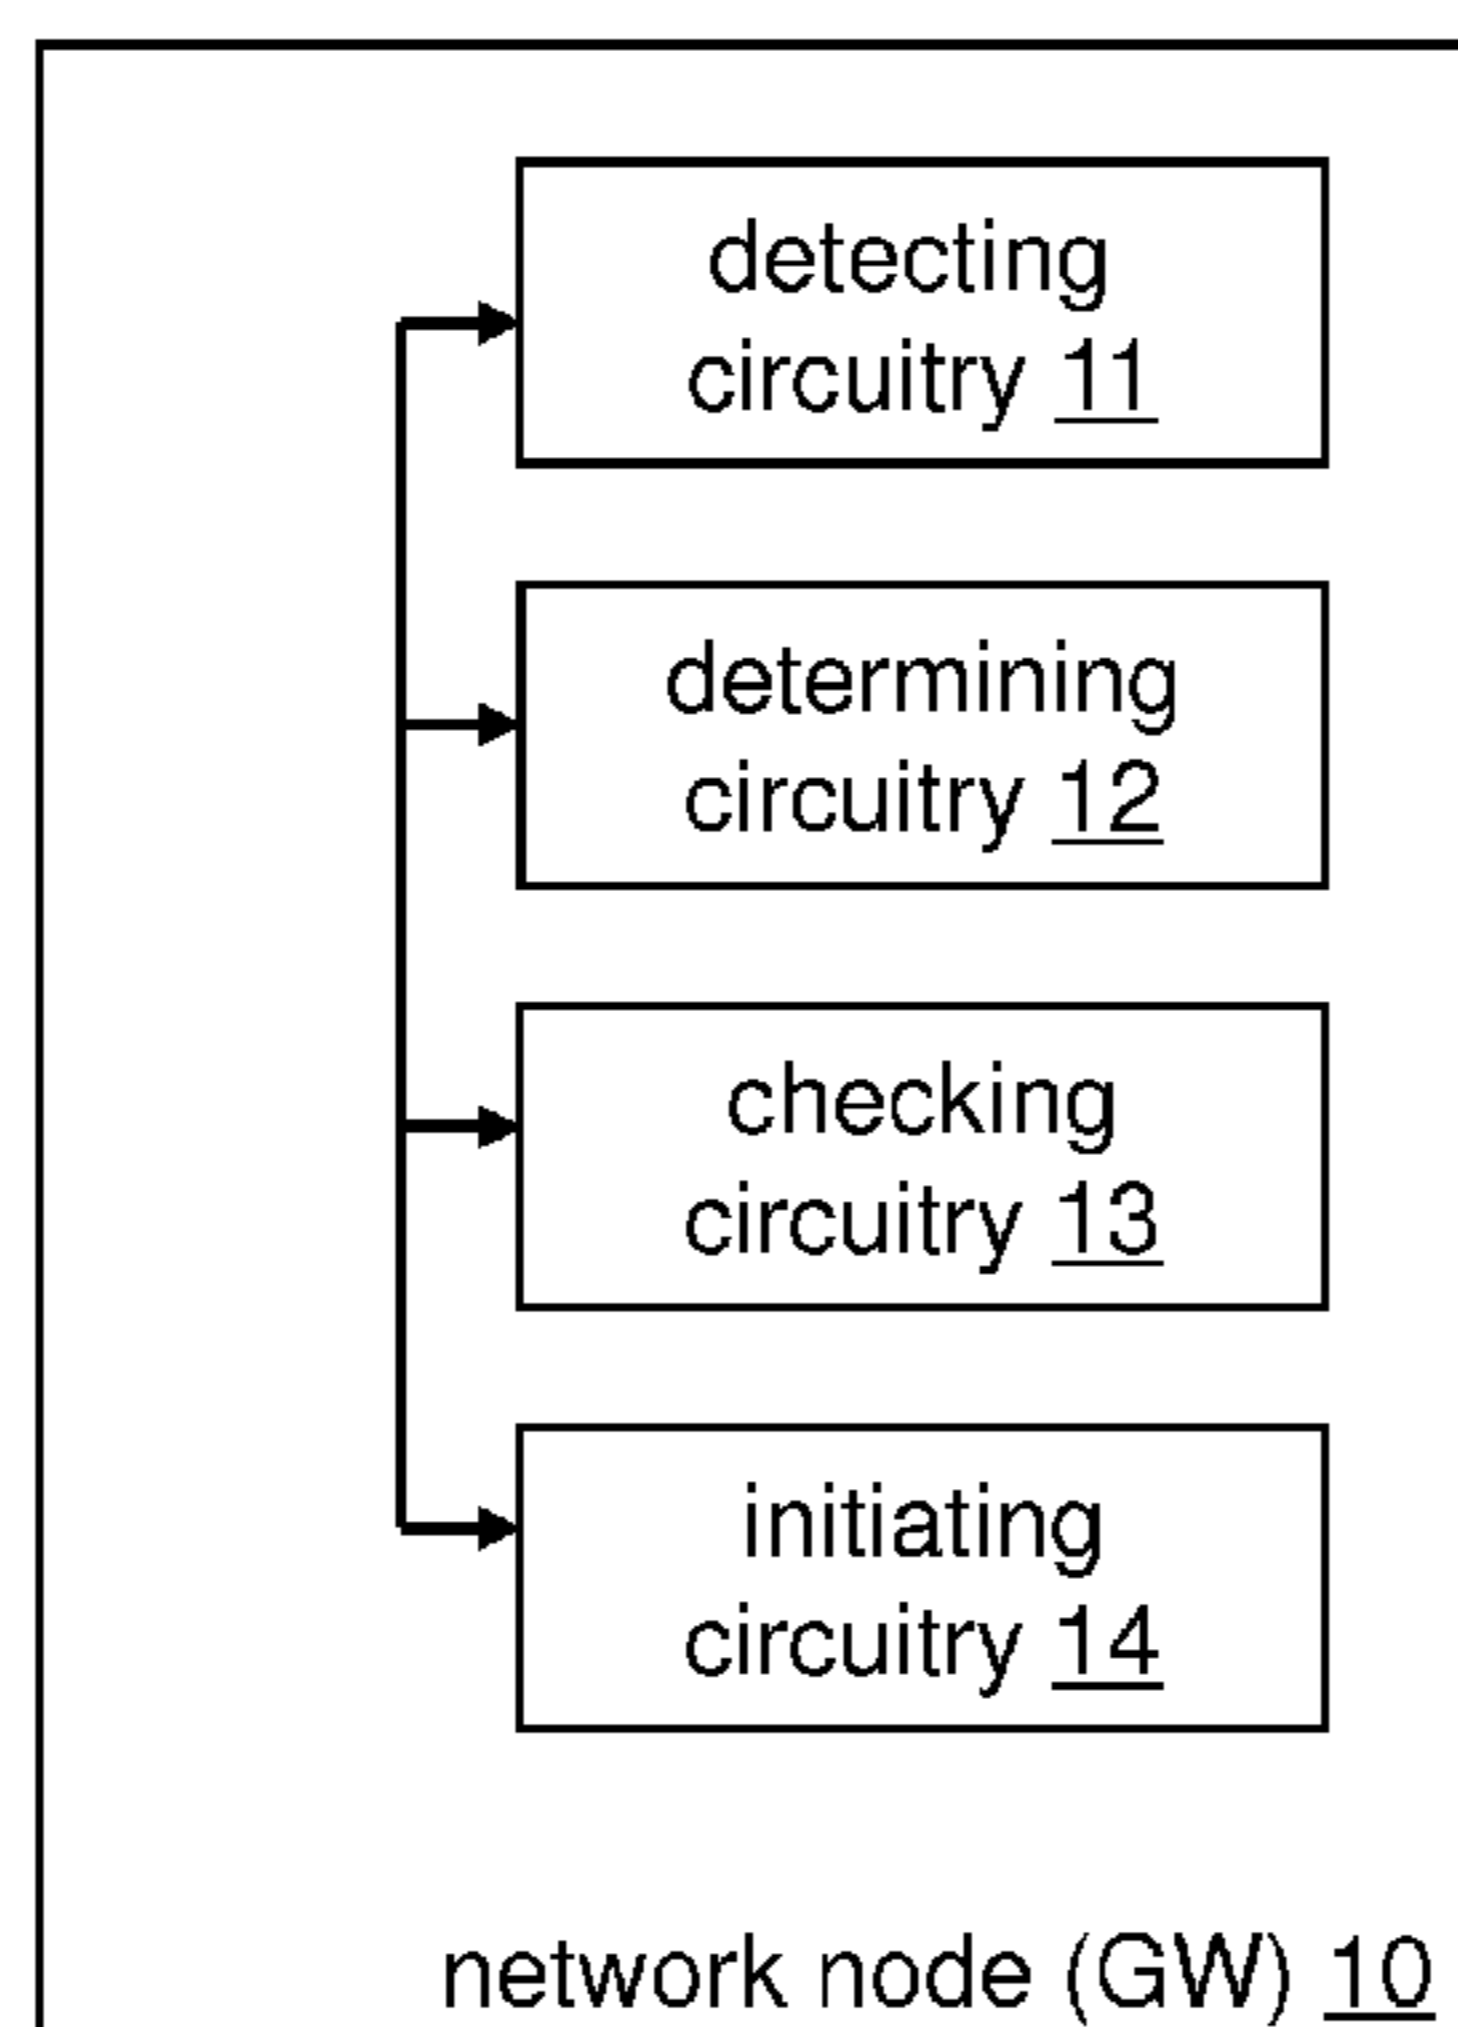 detecting
circuitry 11
determining
circuitry 12
checking
circuitry 13
initiating
circuitry 14
network node (GW) 10